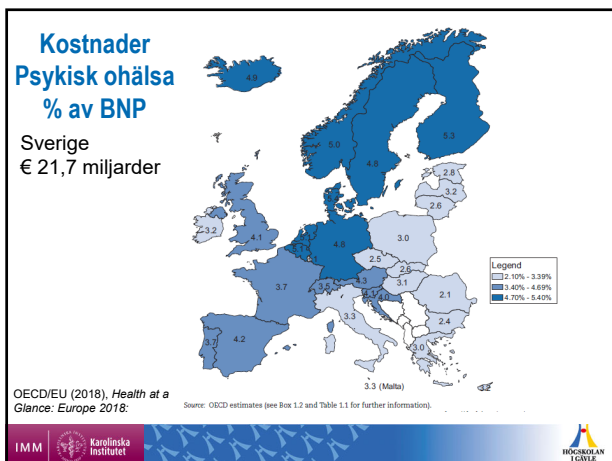 Kostnader
Psykisk ohälsa
% av BNP
Sverige
€ 21,7 miljarder
4.9
5.0
4.8
5.3
2.8
3.2
2.6
3.2
4.1
3.0
4.8
2.5
2.6
3.1
4.3
3.5
3.7
4.0
2.1
2.4
3.3
3.7
4.2
3.0
3.2
3.3 (Malta)
Legend
2.10% - 3.39%
3.40% - 4.69%
4.70% - 5.40%
OECD/EU (2018), Health at a
Glance: Europe 2018:
Source: OECD estimates (see Box 1.2 and Table 1.1 for further information).
IMM
Karolinska
Institutet
HÖGSKOLAN
I GÄVLE